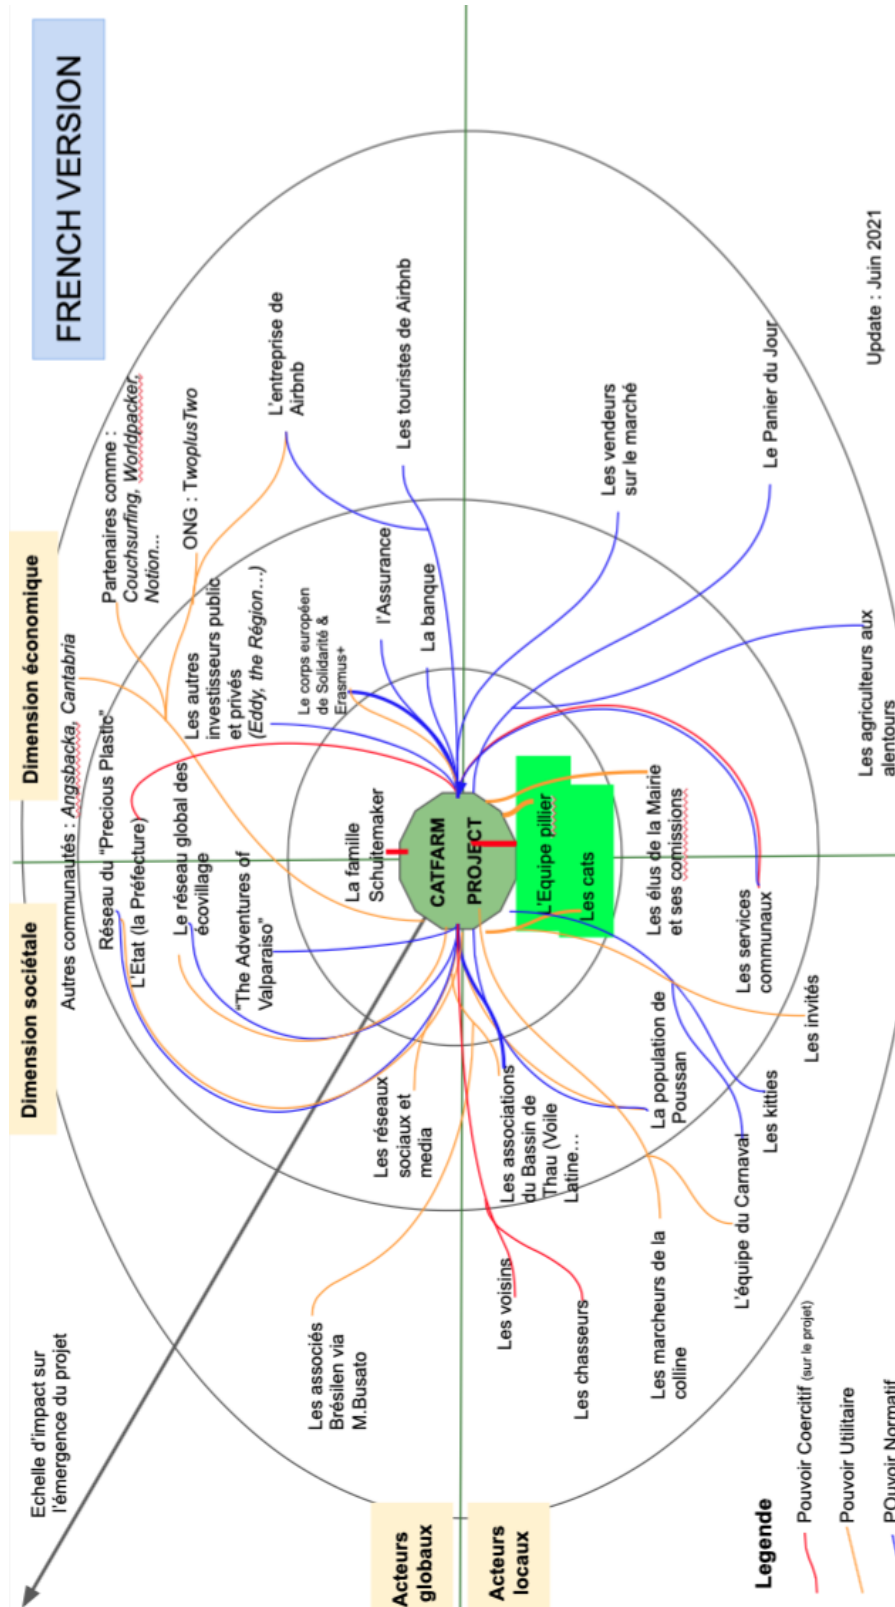 FRENCH VERSION
Echelle d'impact sur
l'émergence du projet
Dimension sociétale
Dimension économique
Autres communautés : Angsbacka, Cantabria
Partenaires comme :
Couchsurfing, Worldpacker,
Notion...
Réseau du "Precious Plastic"
L'Etat (la Préfecture)
ONG : TwoplusTwo
Le réseau global des
écovillage
Les autres
investisseurs public
et privés
(Eddy, the Région...)
L'entreprise de
Airbnb
"The Adventures of
Valparaiso"
Le corps européen
de Solidarité &
Erasmus+
Les associés
Brésilen via
M.Busato
Les réseaux
sociaux et
media
La famille
Schuitemaker
l'Assurance
La banque
Les touristes de Airbnb
Acteurs
globaux
CATFARM
PROJECT
Acteurs
locaux
Les voisins
Les associations
du Bassin de
Thau (Voile
Latine...
L'Equipe pillier
Les cats
Les chasseurs
Les vendeurs
sur le marché
Les marcheurs de la
colline
La population de
Poussan
Les élus de la Mairie
et ses comissions
L'équipe du Carnaval
Les kitties
Les services
communaux
Le Panier du Jour
Les invités
Les agriculteurs aux
alentours
Legende
Pouvoir Coercitif (sur le projet)
Pouvoir Utilitaire
POuvoir Normatif
Update : Juin 2021